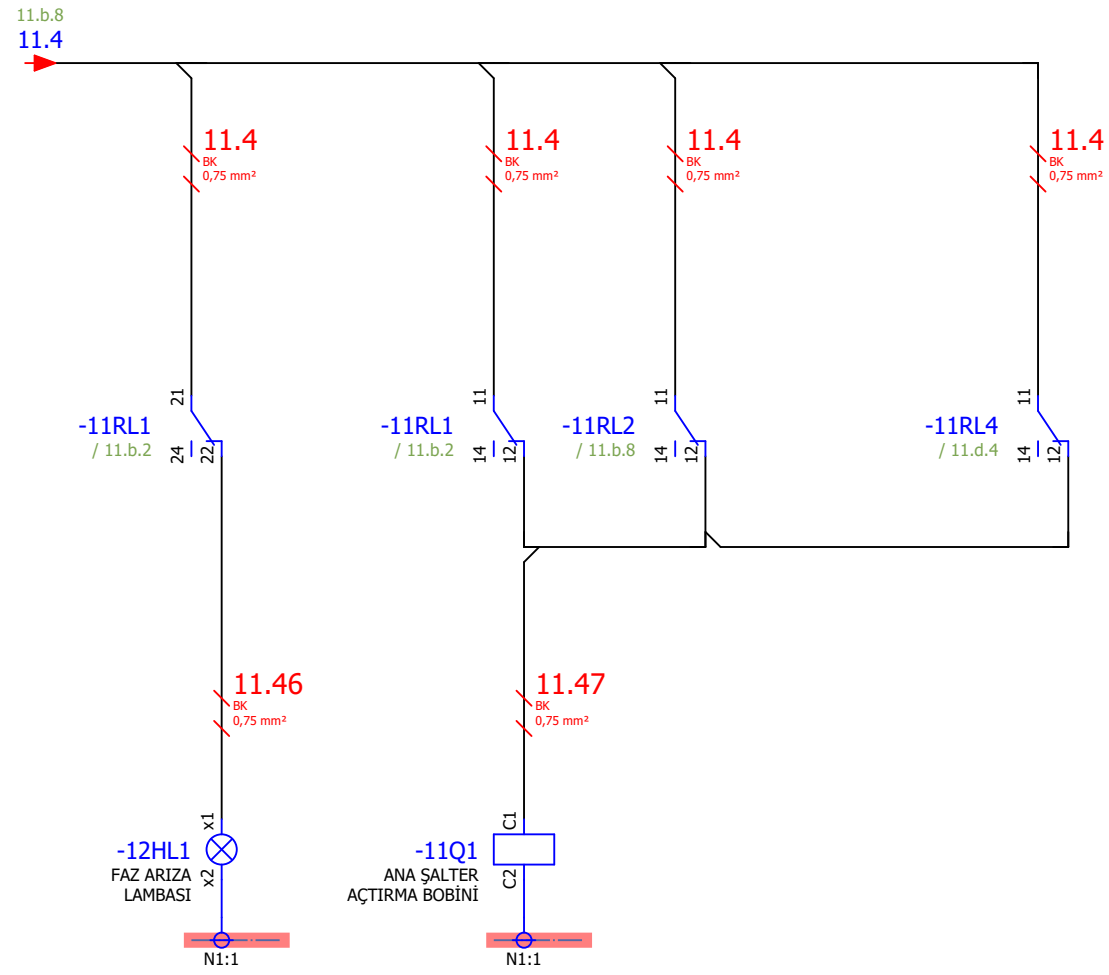 11.b.8
11.4
11.4
BK
0,75 mm²
11.4
BK
0,75 mm²
11.4
BK
0,75 mm²
11.4
BK
0,75 mm²
21
-11RL1
/ 11.b.2
24
22
11
-11RL1
/ 11.b.2
14
12
11
-11RL2
/ 11.b.8
14
12
11
-11RL4
/ 11.d.4
14
12
11.46
BK
0,75 mm²
11.47
BK
0,75 mm²
x1
-12HL1
x2
FAZ ARIZA
LAMBASI
N1:1
C1
-11Q1
C2
ANA ŞALTER
AÇTIRMA BOBİNİ
N1:1